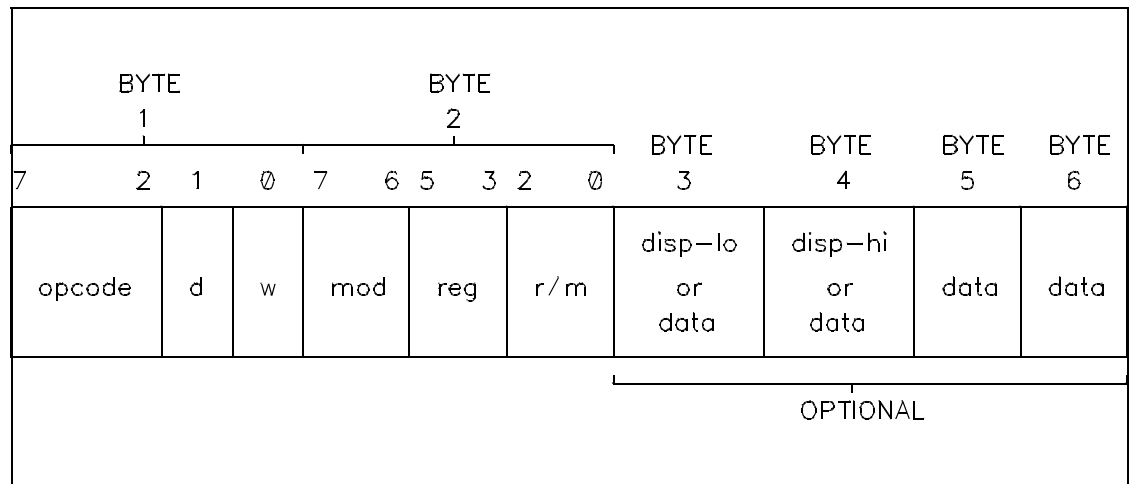 BYTE BYTE
1 2
BYTE BYTE BYTE BYTE
7 2 1 0 7 6 5 3 2 0 3 4 5 6
disp-lo disp-hi
opcode d w mod reg r/m or or data data
data data
OPTIONAL